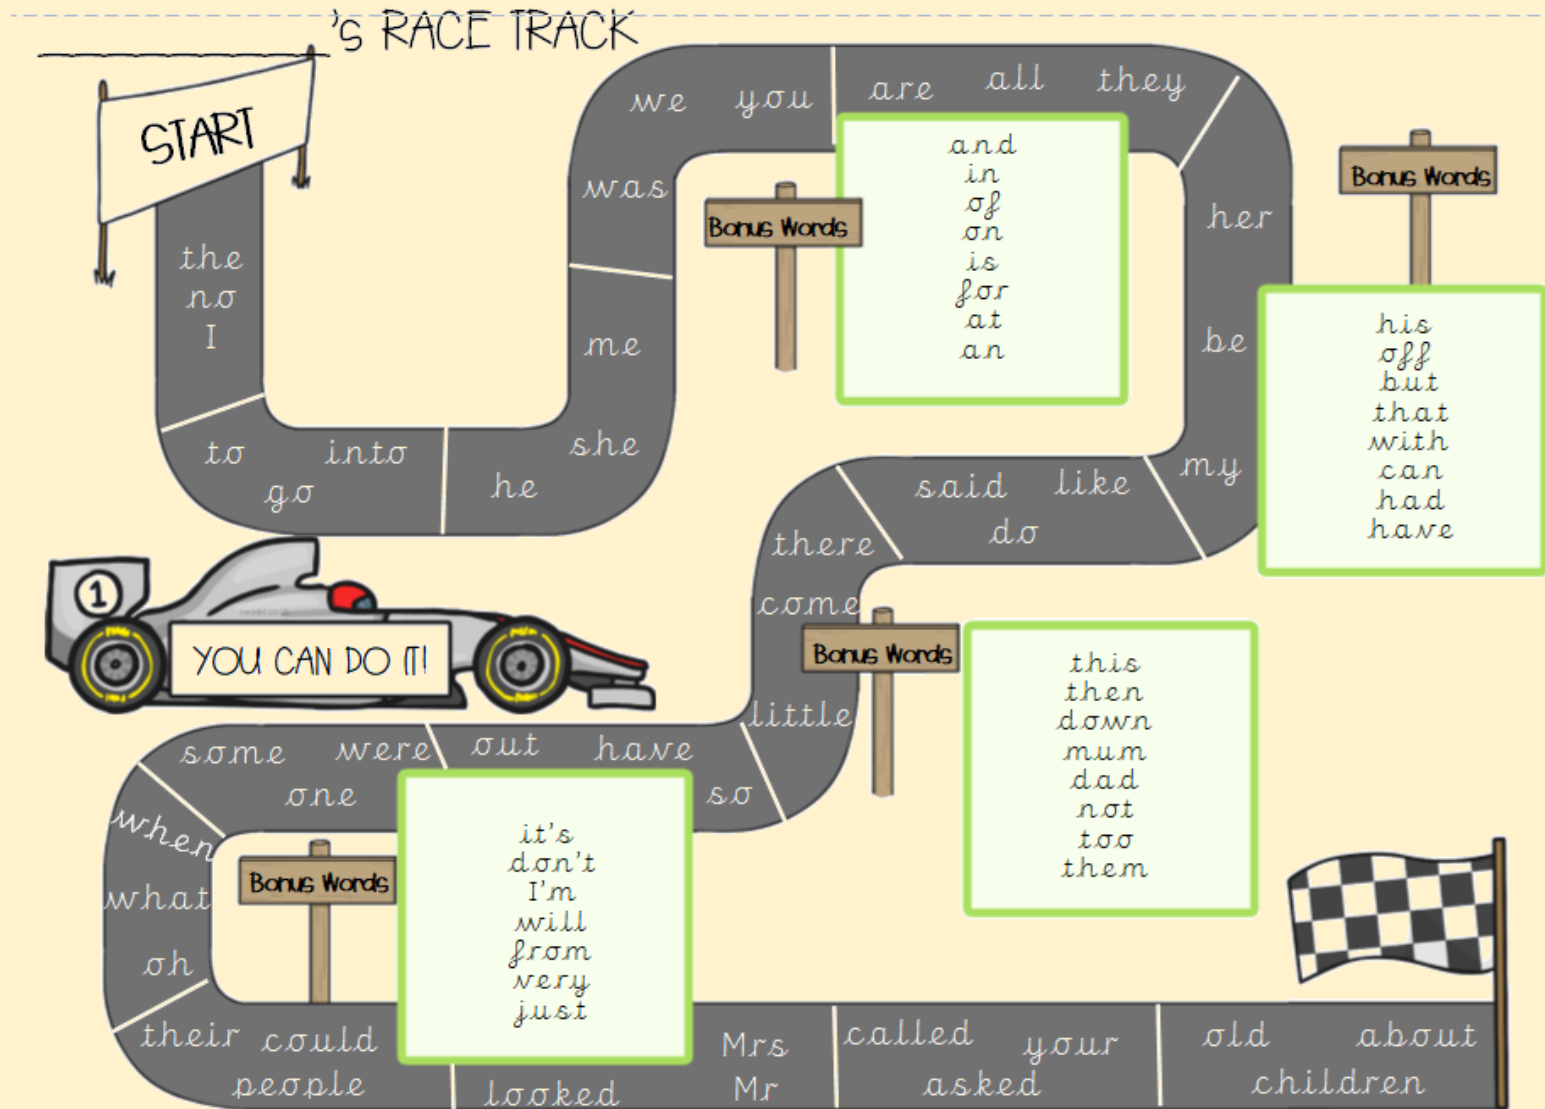 ____________'s RACE TRACK
START
the
no
I
to
go
into
he
she
me
was
we
you
are
all
they
her
be
my
like
said
do
there
come
little
so
have
out
were
one
some
when
what
oh
their
could
people
looked
Mrs
Mr
called
your
asked
old
about
children
Bonus Words
and
in
of
on
is
for
at
an
Bonus Words
his
off
but
that
with
can
had
have
Bonus Words
this
then
down
mum
dad
not
too
them
Bonus Words
it's
don't
I'm
will
from
very
just
1
YOU CAN DO IT!